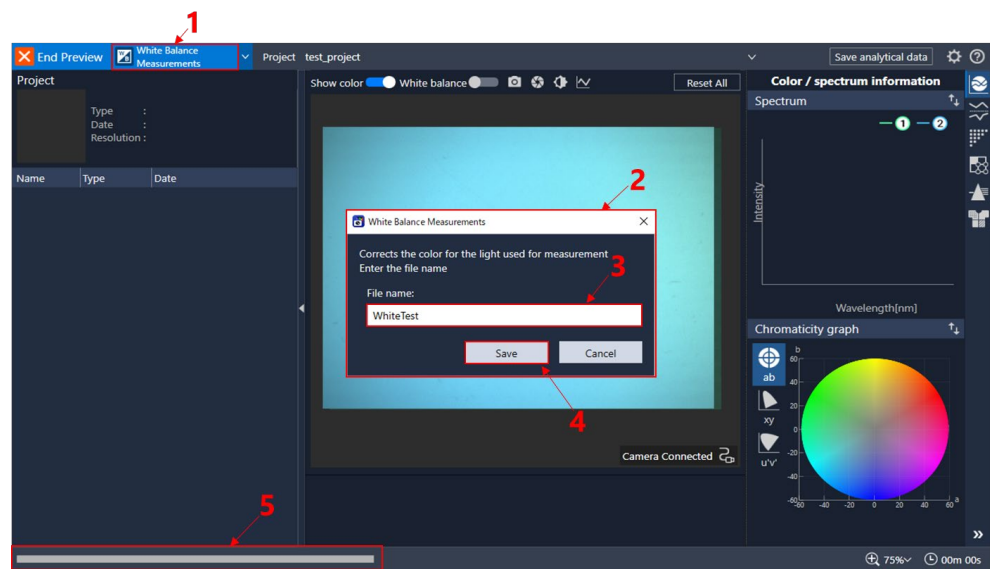 1
End Preview
White Balance
Measurements
Project test_project
Save analytical data
Project
Type :
Date :
Resolution :
Name Type Date
Show color
White balance
Reset All
2
White Balance Measurements
Corrects the color for the light used for measurement
Enter the file name
3
File name:
WhiteTest
Save Cancel
4
Camera Connected
5
Color / spectrum information
Spectrum
1 2
Intensity
Wavelength[nm]
Chromaticity graph
ab
xy
u'v'
b
60
40
20
0
-20
-40
-60
-60 -40 -20 0 20 40 60 a
75%
00m 00s